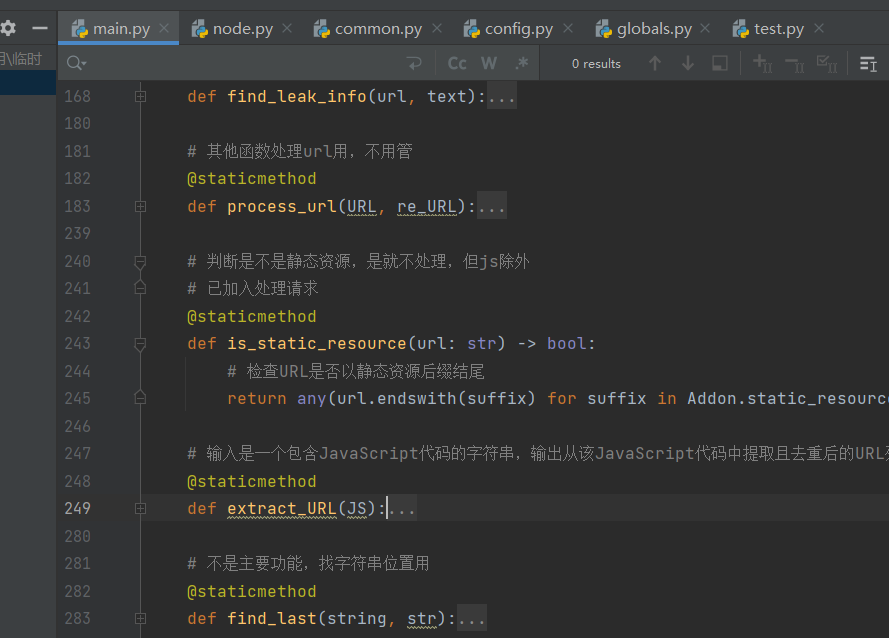 main.py node.py common.py config.py globals.py test.py
\临时
Cc W .* 0 results
168 def find_leak_info(url, text):...
180
181 # 其他函数处理url用，不用管
182 @staticmethod
183 def process_url(URL, re_URL):...
239
240 # 判断是不是静态资源，是就不处理，但js除外
241 # 已加入处理请求
242 @staticmethod
243 def is_static_resource(url: str) -> bool:
244 # 检查URL是否以静态资源后缀结尾
245 return any(url.endswith(suffix) for suffix in Addon.static_resource
246
247 # 输入是一个包含JavaScript代码的字符串，输出从该JavaScript代码中提取且去重后的URL
248 @staticmethod
249 def extract_URL(JS):...
280
281 # 不是主要功能，找字符串位置用
282 @staticmethod
283 def find_last(string, str):...